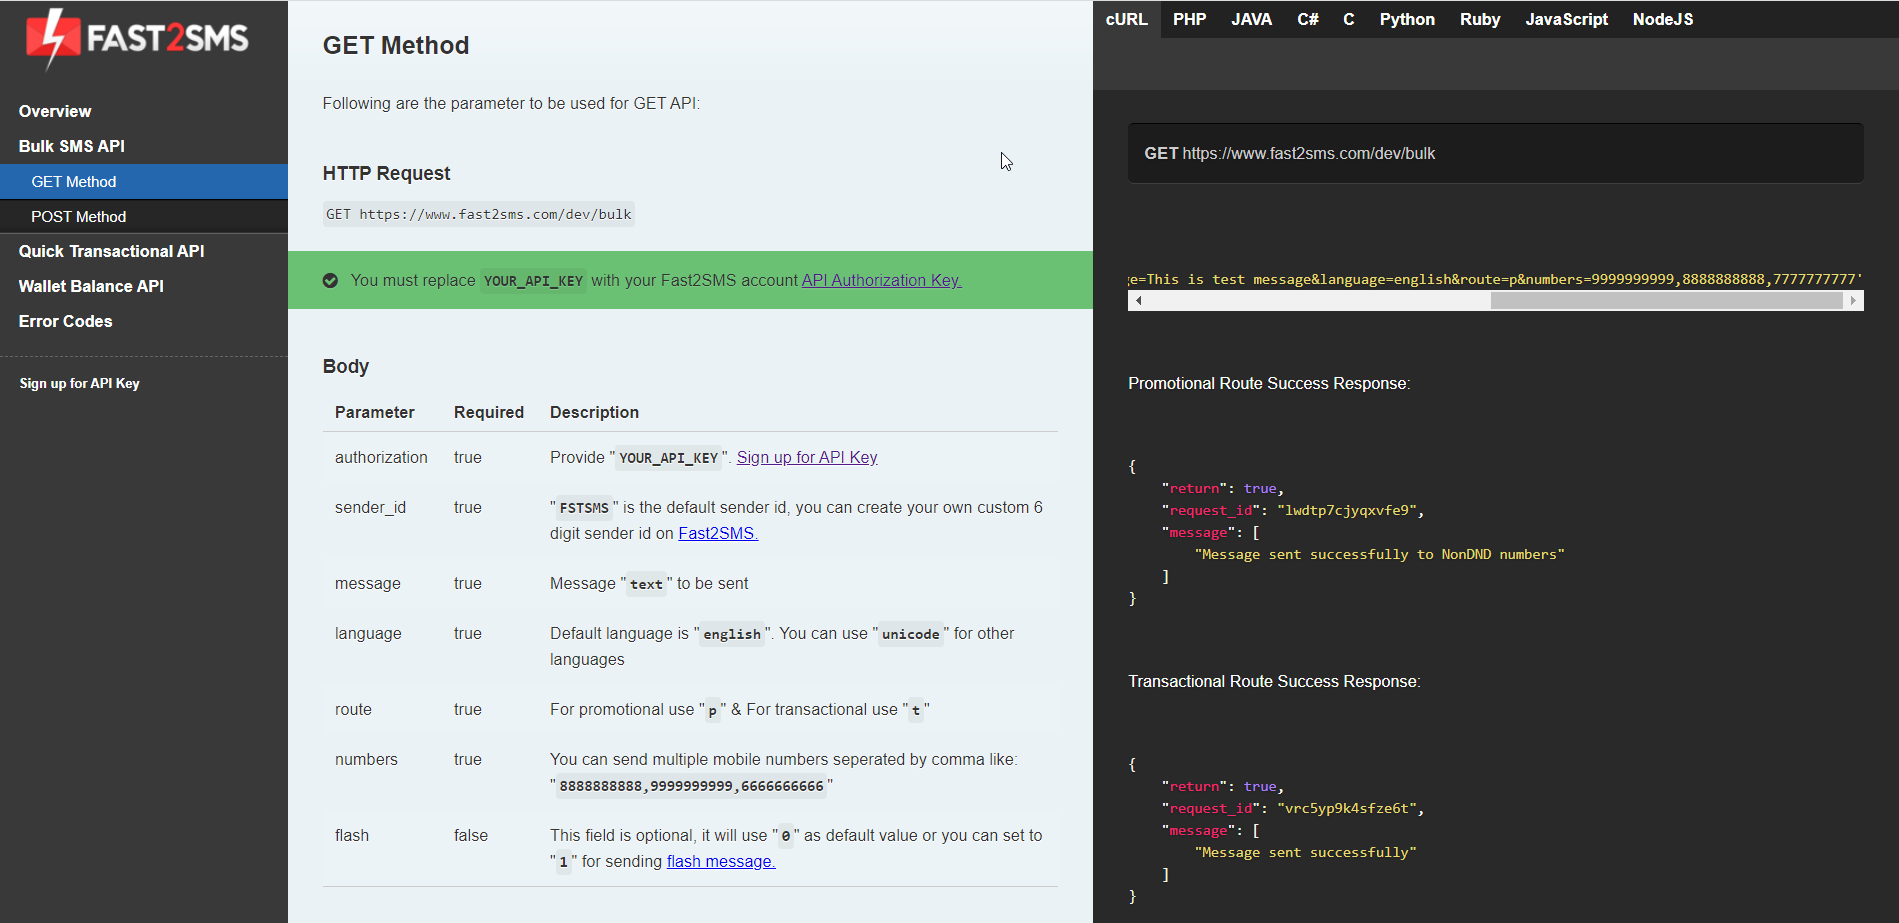 FAST2SMS
Overview
Bulk SMS API
GET Method
POST Method
Quick Transactional API
Wallet Balance API
Error Codes
Sign up for API Key
GET Method
Following are the parameter to be used for GET API:
HTTP Request
GET https://www.fast2sms.com/dev/bulk
You must replace YOUR_API_KEY with your Fast2SMS account API Authorization Key.
Body
Parameter Required Description
authorization true Provide "YOUR_API_KEY". Sign up for API Key
sender_id true "FSTSMS" is the default sender id, you can create your own custom 6
digit sender id on Fast2SMS.
message true Message "text" to be sent
language true Default language is "english". You can use "unicode" for other
languages
route true For promotional use "p" & For transactional use "t"
numbers true You can send multiple mobile numbers seperated by comma like:
"8888888888,9999999999,6666666666"
flash false This field is optional, it will use "0" as default value or you can set to
"1" for sending flash message.
cURL PHP JAVA C# C Python Ruby JavaScript NodeJS
GET https://www.fast2sms.com/dev/bulk
ge=This is test message&language=english&route=p&numbers=9999999999,8888888888,7777777777'
Promotional Route Success Response:
{
"return": true,
"request_id": "lwdtp7cjyqxvfe9",
"message": [
"Message sent successfully to NonDND numbers"
]
}
Transactional Route Success Response:
{
"return": true,
"request_id": "vrc5yp9k4sfze6t",
"message": [
"Message sent successfully"
]
}